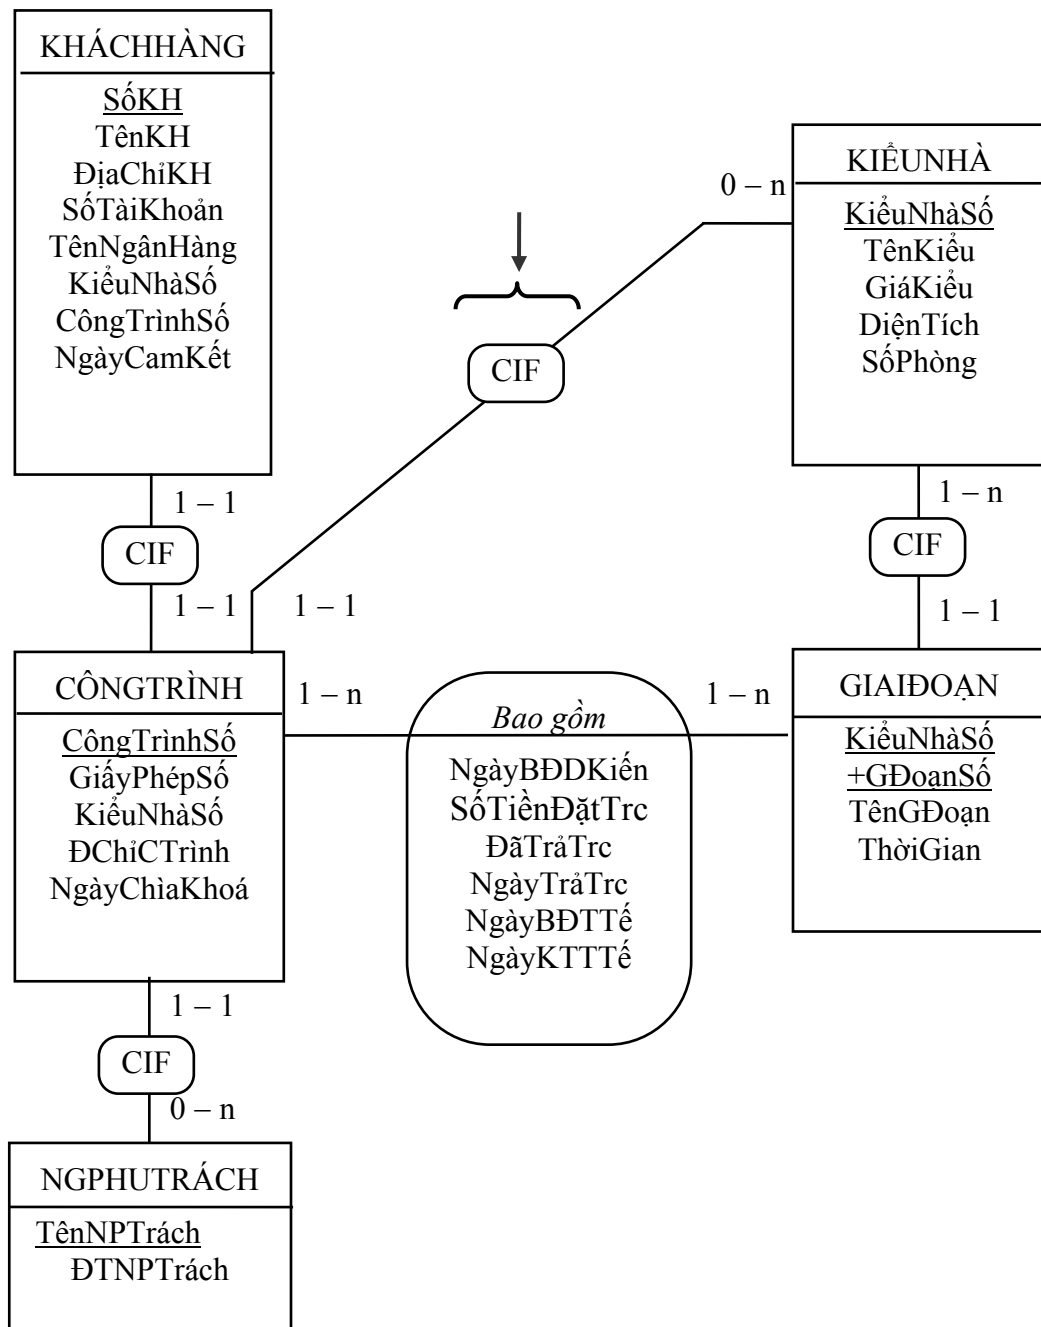 KHÁCHHÀNG
SốKH
TênKH
ĐịaChỉKH
SốTàiKhoản
TênNgânHàng
KiểuNhàSố
CôngTrìnhSố
NgàyCamKết
KIỂUNHÀ
KiểuNhàSố
TênKiểu
GiáKiểu
DiệnTích
SốPhòng
0 – n
CIF
1 – 1
CIF
1 – 1
1 – 1
1 – n
CIF
1 – 1
CÔNGTRÌNH
CôngTrìnhSố
GiấyPhépSố
KiểuNhàSố
ĐChỉCTrình
NgàyChìaKhoá
1 – n
Bao gồm
NgàyBĐDKiến
SốTiềnĐặtTrc
ĐãTrảTrc
NgàyTrảTrc
NgàyBĐTTế
NgàyKTTTế
1 – n
GIAIĐOẠN
KiểuNhàSố
+GĐoạnSố
TênGĐoạn
ThờiGian
1 – 1
CIF
0 – n
NGPHUTRÁCH
TênNPTrách
ĐTNPTrách